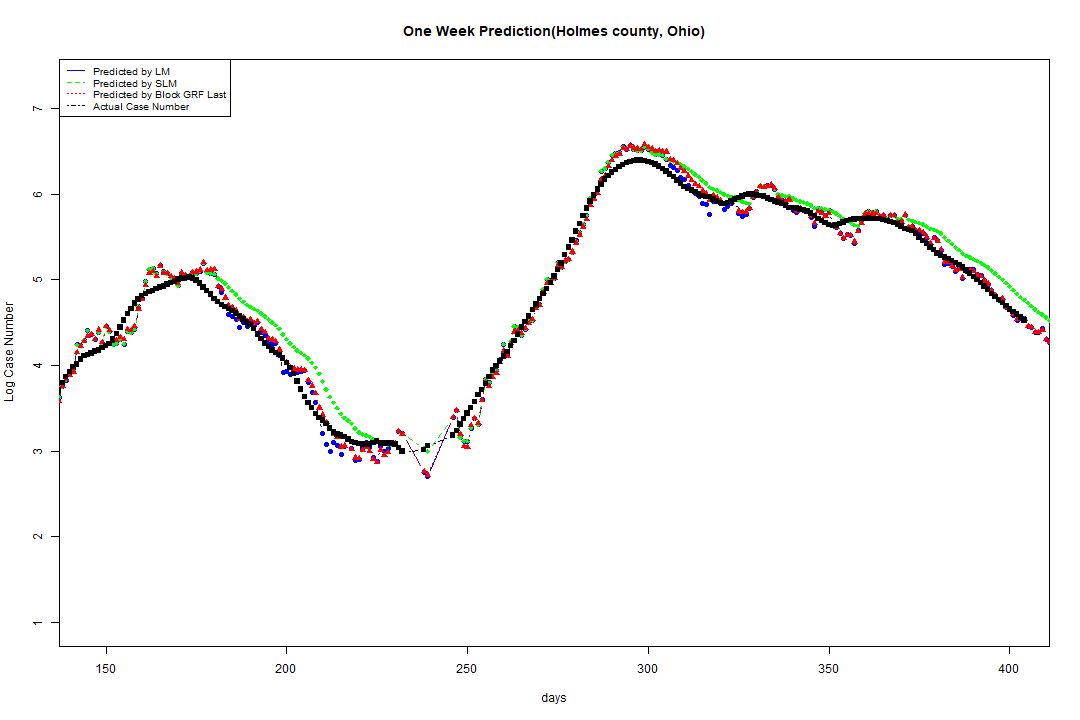 One Week Prediction(Holmes county, Ohio)
Predicted by LM
Predicted by SLM
Predicted by Block GRF Last
Actual Case Number
7
6
5
4
3
2
1
Log Case Number
150 200 250 300 350 400
days